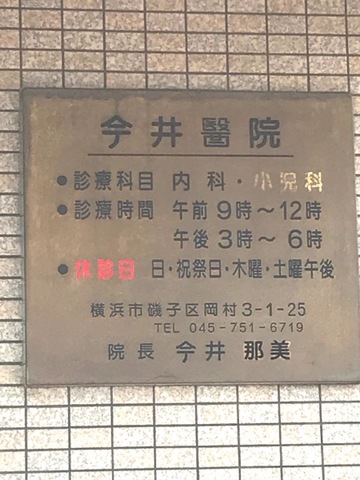 今井醫院
●診療科目 内科・小児科
●診療時間 午前9時～12時
午後3時～6時
●休診日 日・祝祭日・木曜・土曜午後
横浜市磯子区岡村3-1-25
TEL 045-751-6719
院長 今井 那美